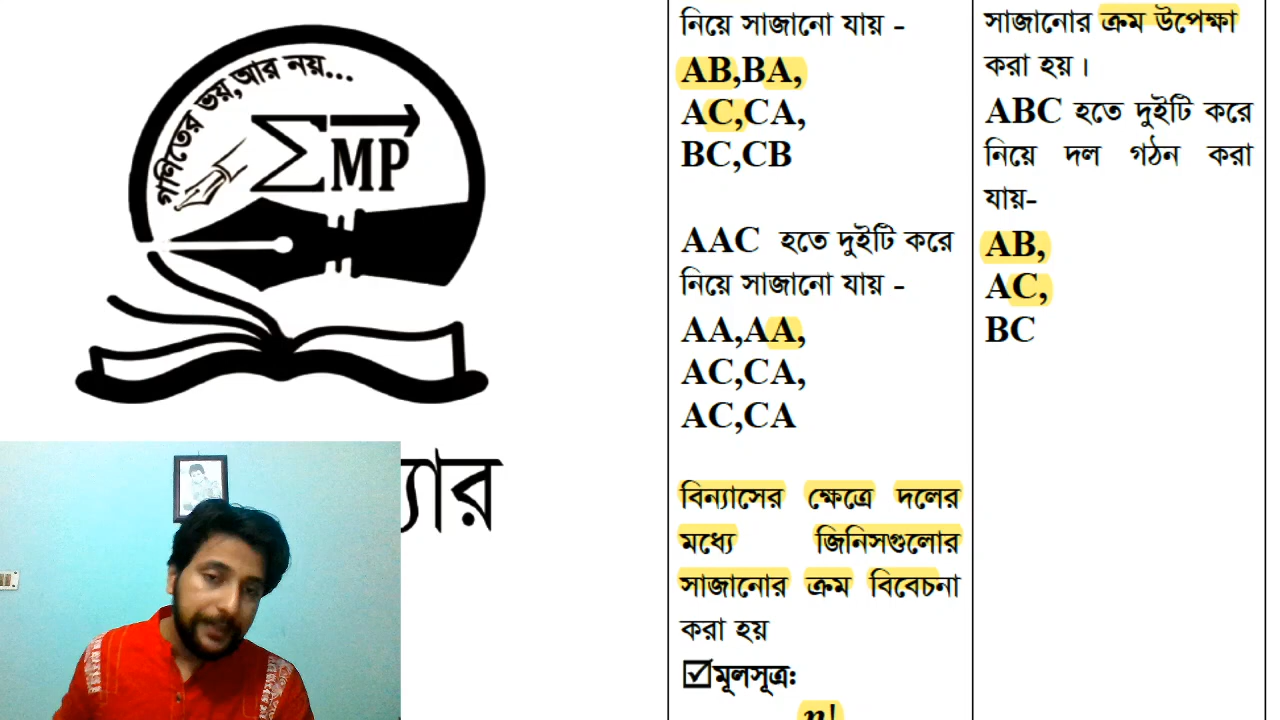 গণিতের ভয়,আর নয়...
MP
্যার
নিয়ে সাজানো যায় -
AB,BA,
AC,CA,
BC,CB
AAC হতে দুইটি করে
নিয়ে সাজানো যায় -
AA,AA,
AC,CA,
AC,CA
বিন্যাসের ক্ষেত্রে দলের
মধ্যে জিনিসগুলোর
সাজানোর ক্রম বিবেচনা
করা হয়
☑মূলসূত্র:
n!
সাজানোর ক্রম উপেক্ষা
করা হয়।
ABC হতে দুইটি করে
নিয়ে দল গঠন করা
যায়-
AB,
AC,
BC